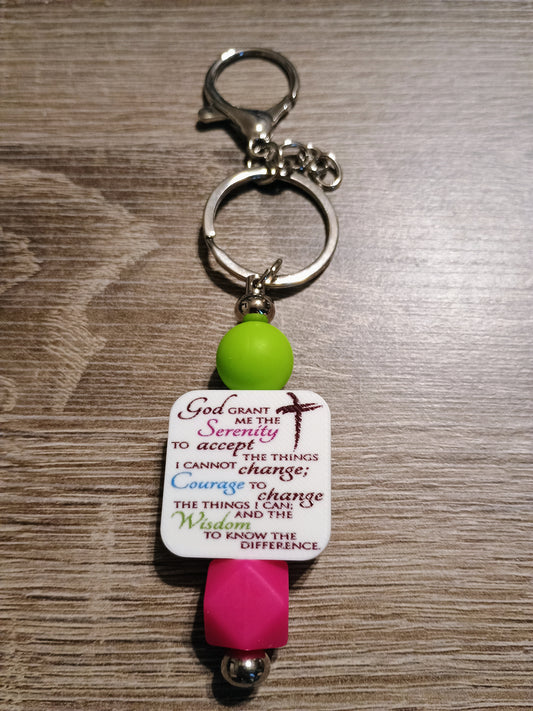 God GRANT
ME THE
Serenity
TO accept
THE THINGS
I CANNOT change;
Courage TO
change
THE THINGS I CAN;
AND THE
Wisdom
TO KNOW THE
DIFFERENCE.